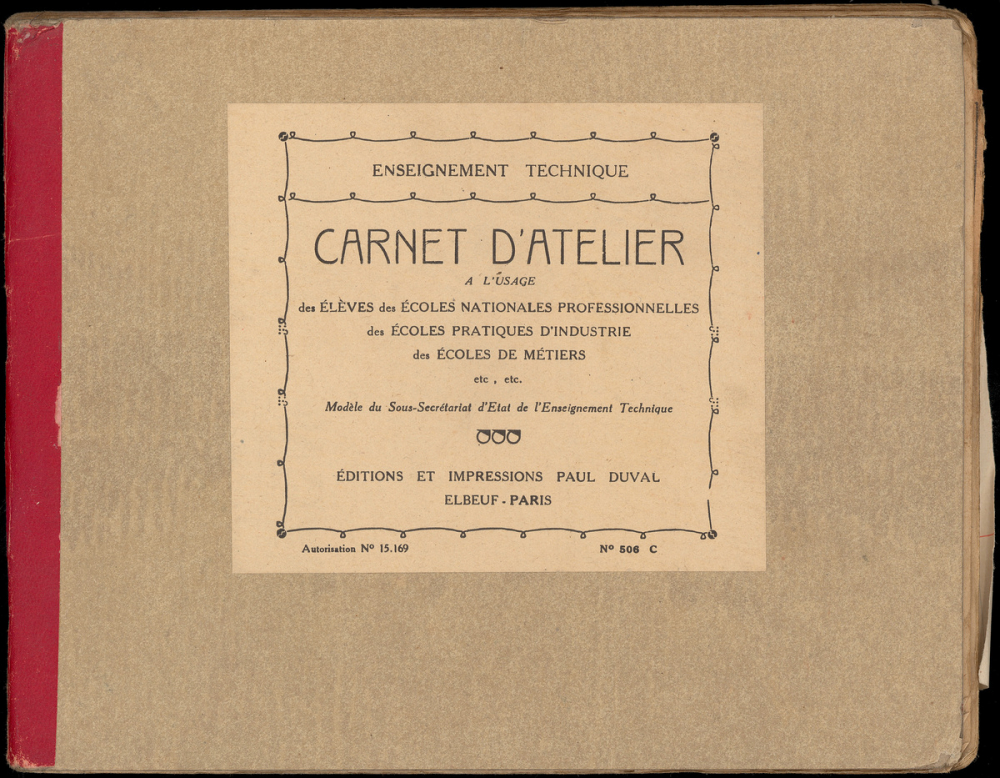 ENSEIGNEMENT TECHNIQUE
CARNET D'ATELIER
A L'USAGE
des ÉLÈVES des ÉCOLES NATIONALES PROFESSIONNELLES
des ÉCOLES PRATIQUES D'INDUSTRIE
des ÉCOLES DE MÉTIERS
etc , etc.
Modèle du Sous-Secrétariat d'Etat de l'Enseignement Technique
ÉDITIONS ET IMPRESSIONS PAUL DUVAL
ELBEUF - PARIS
Autorisation Nº 15.169
Nº 506 C